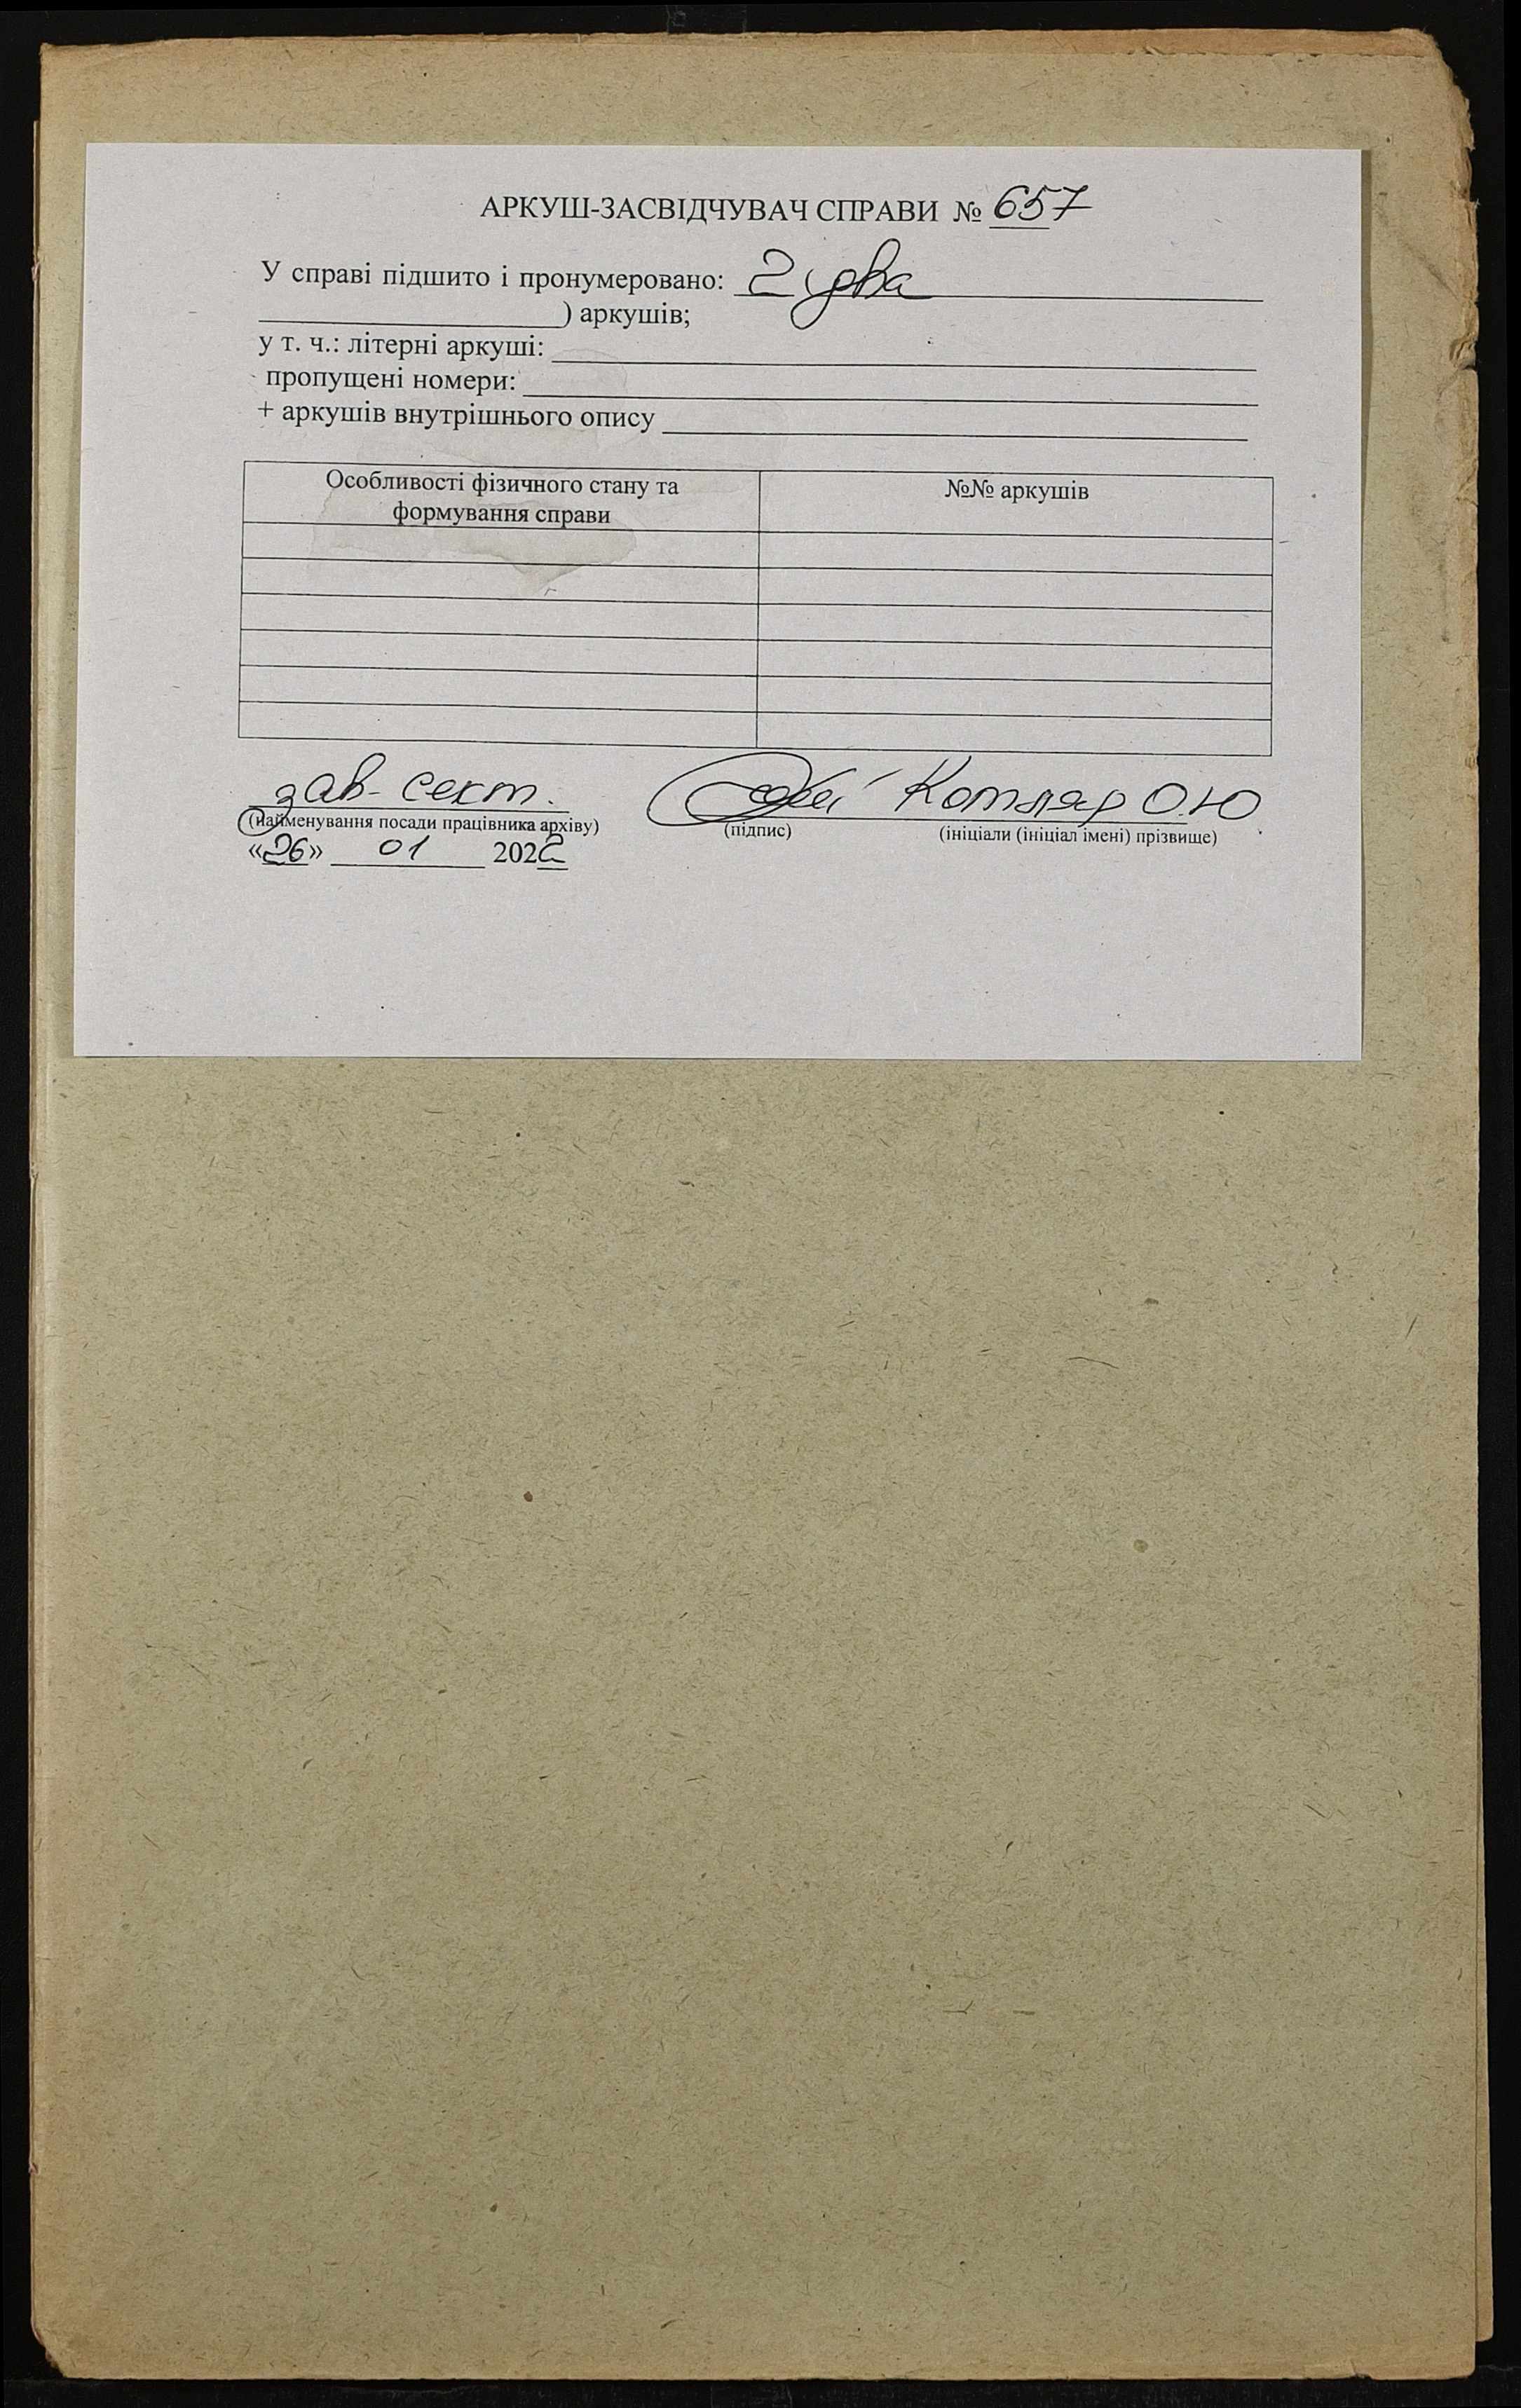 АРКУШ-ЗАСВІДЧУВАЧ СПРАВИ № 657
У справі підшито і пронумеровано: 2 (два
) аркушів;
у т. ч.: літерні аркуші:
пропущені номери:
+ аркушів внутрішнього опису
Особливості фізичного стану та формування справи
№№ аркушів
зав. сект. Котляр О.Ю
(найменування посади працівника архіву) (підпис) (ініціали (ініціал імені) прізвище)
«26» 01 202